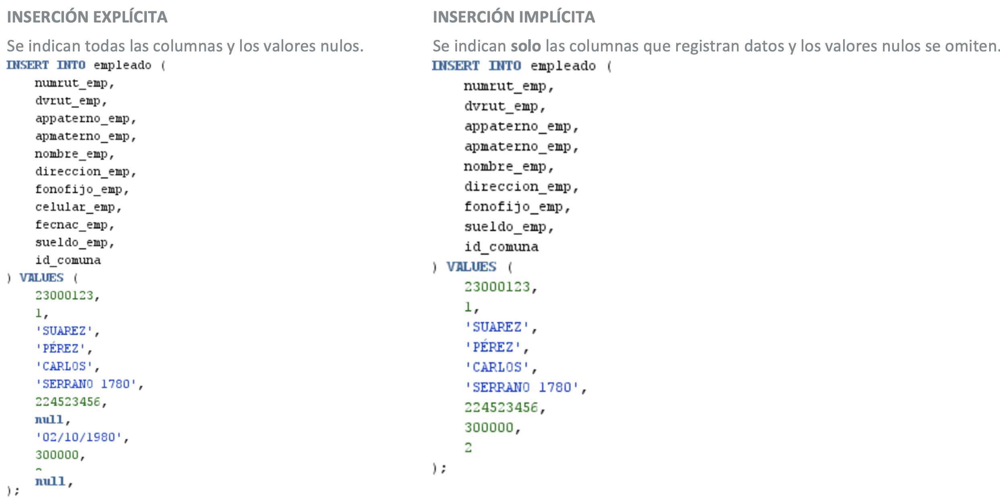 INSERCIÓN EXPLÍCITA
Se indican todas las columnas y los valores nulos.
INSERT INTO empleado (
numrut_emp,
dvrut_emp,
appaterno_emp,
apmaterno_emp,
nombre_emp,
direccion_emp,
fonofijo_emp,
celular_emp,
fecnac_emp,
sueldo_emp,
id_comuna
) VALUES (
23000123,
1,
'SUAREZ',
'PÉREZ',
'CARLOS',
'SERRANO 1780',
224523456,
null,
'02/10/1980',
300000,
null,
);
INSERCIÓN IMPLÍCITA
Se indican solo las columnas que registran datos y los valores nulos se omiten.
INSERT INTO empleado (
numrut_emp,
dvrut_emp,
appaterno_emp,
apmaterno_emp,
nombre_emp,
direccion_emp,
fonofijo_emp,
sueldo_emp,
id_comuna
) VALUES (
23000123,
1,
'SUAREZ',
'PÉREZ',
'CARLOS',
'SERRANO 1780',
224523456,
300000,
2
);